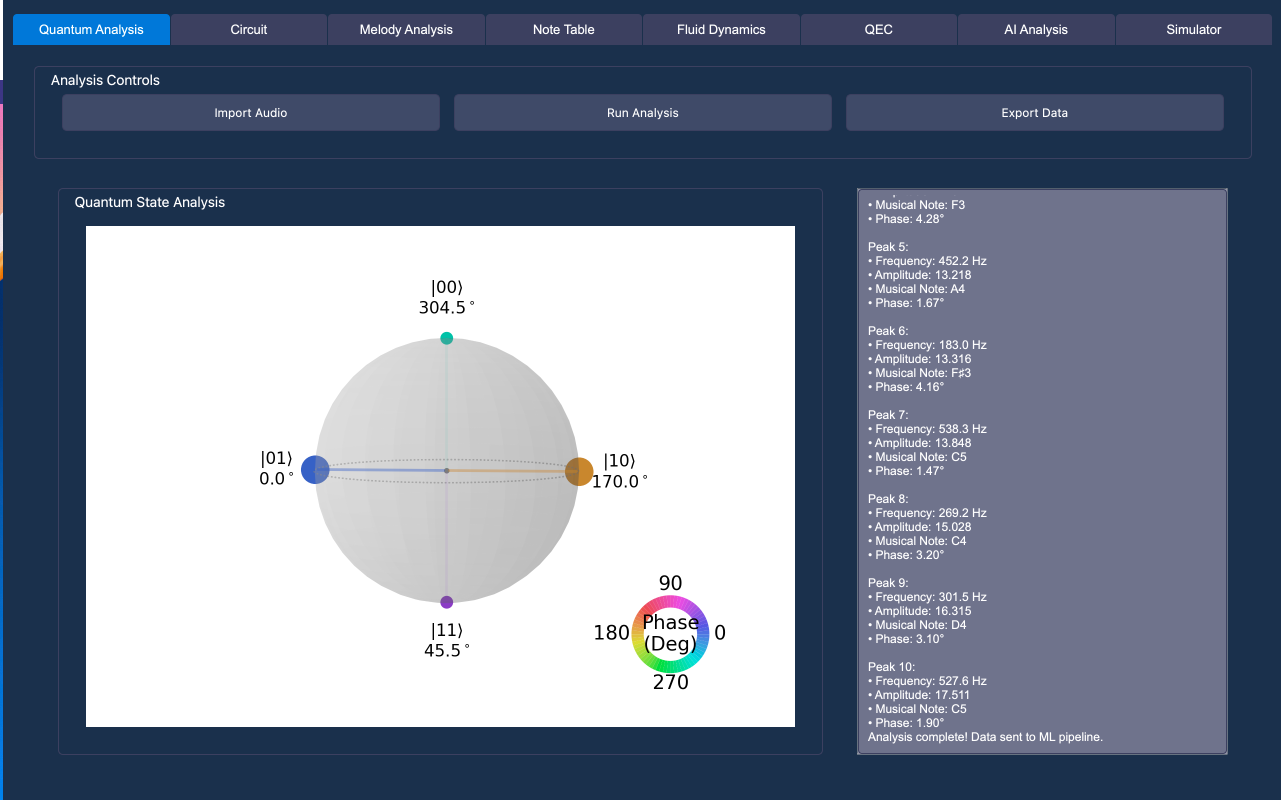 Quantum Analysis
Circuit
Melody Analysis
Note Table
Fluid Dynamics
QEC
AI Analysis
Simulator
Analysis Controls
Import Audio
Run Analysis
Export Data
Quantum State Analysis
|00⟩
304.5°
|01⟩
0.0°
|10⟩
170.0°
|11⟩
45.5°
90
180
Phase
(Deg)
0
270
• Musical Note: F3
• Phase: 4.28°
Peak 5:
• Frequency: 452.2 Hz
• Amplitude: 13.218
• Musical Note: A4
• Phase: 1.67°
Peak 6:
• Frequency: 183.0 Hz
• Amplitude: 13.316
• Musical Note: F♯3
• Phase: 4.16°
Peak 7:
• Frequency: 538.3 Hz
• Amplitude: 13.848
• Musical Note: C5
• Phase: 1.47°
Peak 8:
• Frequency: 269.2 Hz
• Amplitude: 15.028
• Musical Note: C4
• Phase: 3.20°
Peak 9:
• Frequency: 301.5 Hz
• Amplitude: 16.315
• Musical Note: D4
• Phase: 3.10°
Peak 10:
• Frequency: 527.6 Hz
• Amplitude: 17.511
• Musical Note: C5
• Phase: 1.90°
Analysis complete! Data sent to ML pipeline.